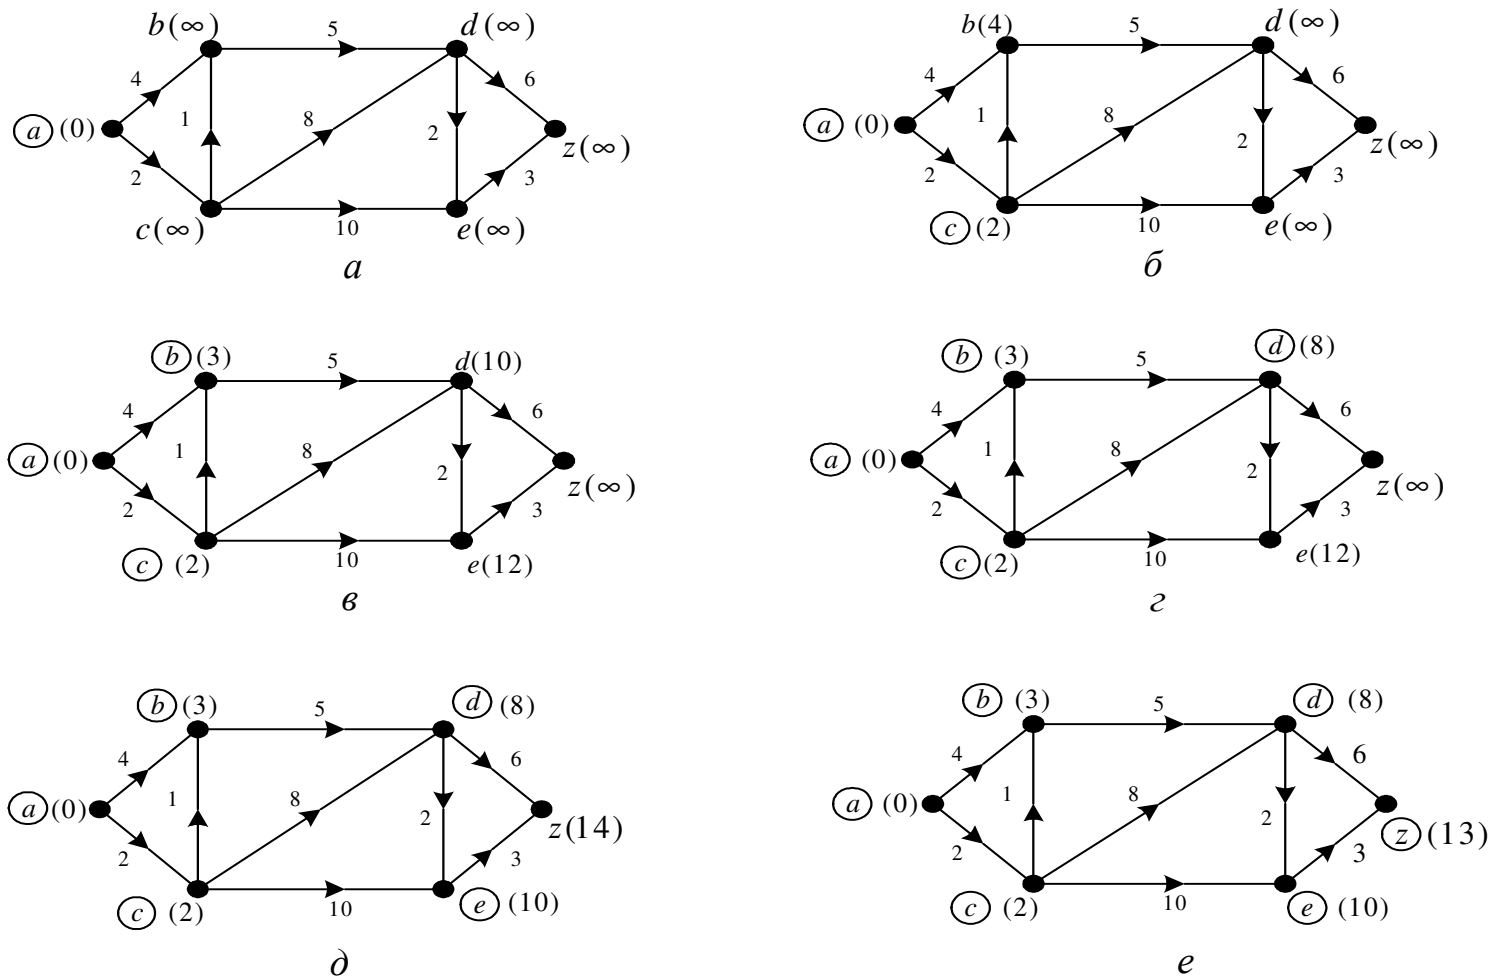 b(∞) 5 d(∞)
4 6
a (0) 1 8 2 z(∞)
2 3
c(∞) 10 e(∞)
а
b(4) 5 d(∞)
4 6
a (0) 1 8 2 z(∞)
2 3
c (2) 10 e(∞)
б
b (3) 5 d(10)
4 6
a (0) 1 8 2 z(∞)
2 3
c (2) 10 e(12)
в
b (3) 5 d (8)
4 6
a (0) 1 8 2 z(∞)
2 3
c (2) 10 e(12)
г
b (3) 5 d (8)
4 6
a (0) 1 8 2 z(14)
2 3
c (2) 10 e (10)
д
b (3) 5 d (8)
4 6
a (0) 1 8 2 z (13)
2 3
c (2) 10 e (10)
е